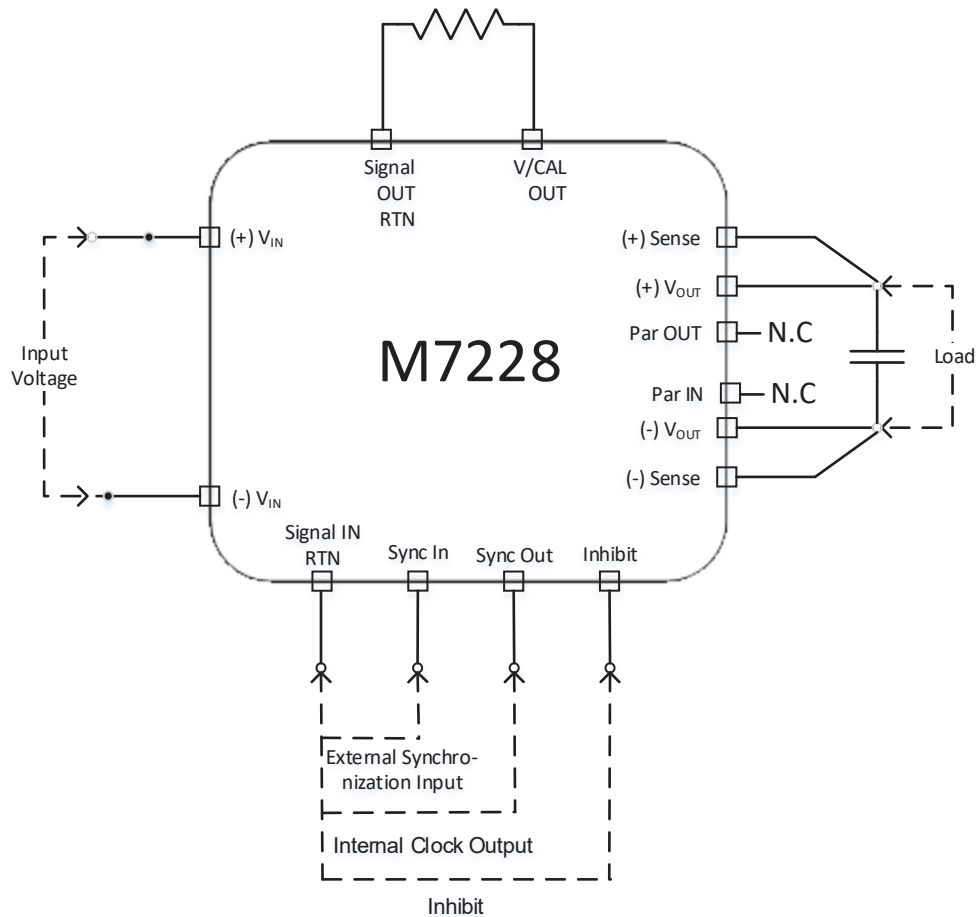 Signal
OUT
RTN
V/CAL
OUT
(+) VIN
(+) Sense
(+) VOUT
Par OUT
N.C
Input
Voltage
M7228
Load
Par IN
N.C
(-) VOUT
(-) Sense
(-) VIN
Signal IN
RTN
Sync In
Sync Out
Inhibit
External Synchro-
nization Input
Internal Clock Output
Inhibit